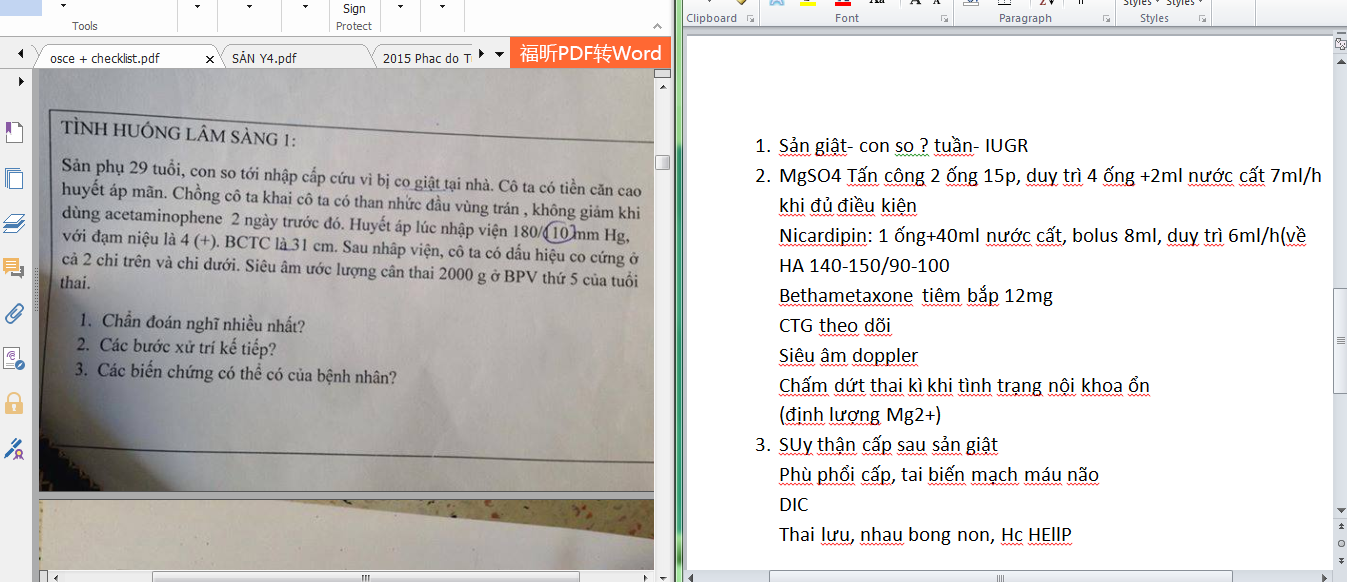 Sign
Protect
Tools
osce + checklist.pdf
x
SẢN Y4.pdf
2015 Phac do T
福昕PDF转Word
TÌNH HUỐNG LÂM SÀNG 1:
Sản phụ 29 tuổi, con so tới nhập cấp cứu vì bị co giật tại nhà. Cô ta có tiền căn cao
huyết áp mãn. Chồng cô ta khai cô ta có than nhức đầu vùng trán , không giảm khi
dùng acetaminophene 2 ngày trước đó. Huyết áp lúc nhập viện 180/110 mm Hg,
với đạm niệu là 4 (+). BCTC là 31 cm. Sau nhập viện, cô ta có dấu hiệu co cứng ở
cả 2 chi trên và chi dưới. Siêu âm ước lượng cân thai 2000 g ở BPV thứ 5 của tuổi
thai.
1. Chẩn đoán nghĩ nhiều nhất?
2. Các bước xử trí kế tiếp?
3. Các biến chứng có thể có của bệnh nhân?
Clipboard
Font
Paragraph
Styles
Styles
Styles
1. Sản giật- con so ? tuần- IUGR
2. MgSO4 Tấn công 2 ống 15p, duy trì 4 ống +2ml nước cất 7ml/h
khi đủ điều kiện
Nicardipin: 1 ống+40ml nước cất, bolus 8ml, duy trì 6ml/h(về
HA 140-150/90-100
Bethametaxone tiêm bắp 12mg
CTG theo dõi
Siêu âm doppler
Chấm dứt thai kì khi tình trạng nội khoa ổn
(định lượng Mg2+)
3. SUy thận cấp sau sản giật
Phù phổi cấp, tai biến mạch máu não
DIC
Thai lưu, nhau bong non, Hc HEllP